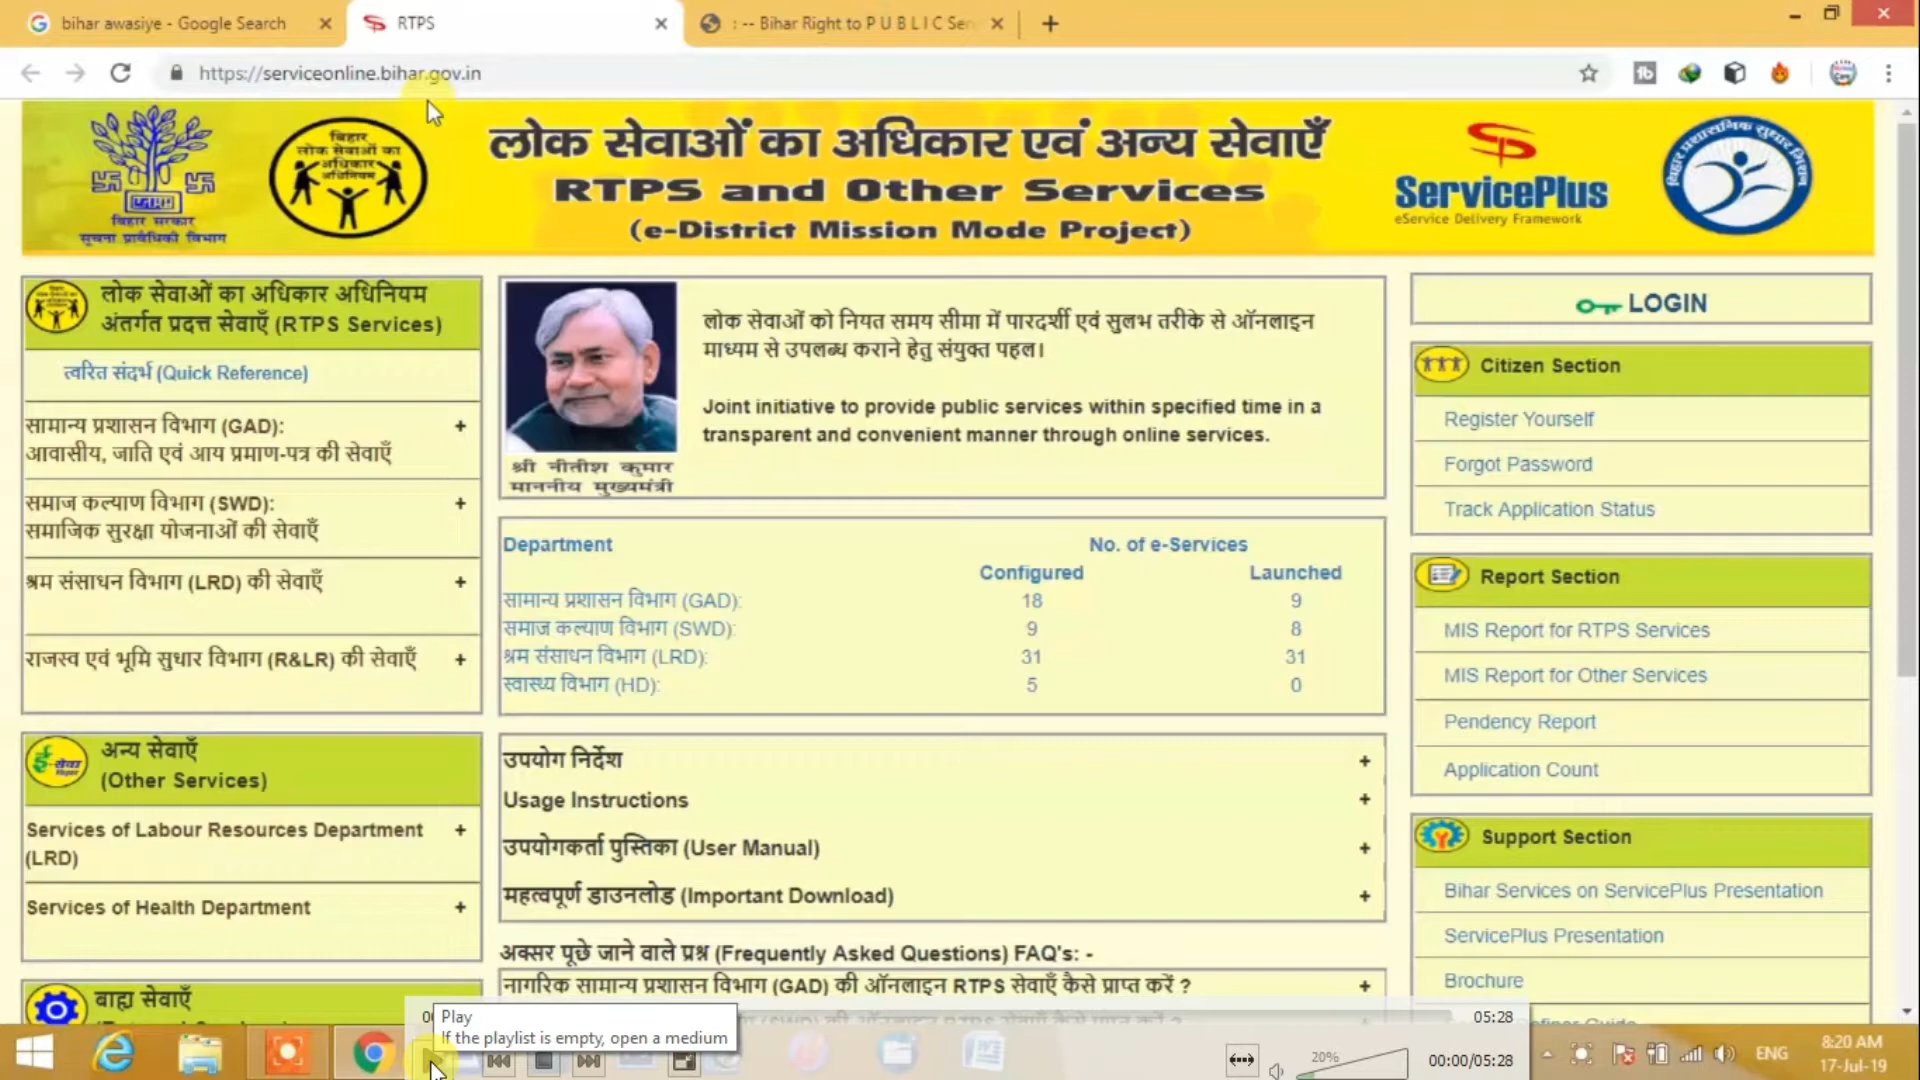 bihar awasiye - Google Search
RTPS
: -- Bihar Right to P U B L I C Ser
https://serviceonline.bihar.gov.in
बिहार सरकार
सूचना प्रावैधिकी विभाग
बिहार
लोक सेवाओं का
अधिकार
अधिनियम
लोक सेवाओं का अधिकार एवं अन्य सेवाएँ
RTPS and Other Services
(e-District Mission Mode Project)
ServicePlus
eService Delivery Framework
बिहार प्रशासनिक सुधार मिशन
लोक सेवाओं का अधिकार अधिनियम
अंतर्गत प्रदत्त सेवाएँ (RTPS Services)
त्वरित संदर्भ (Quick Reference)
सामान्य प्रशासन विभाग (GAD): +
आवासीय, जाति एवं आय प्रमाण-पत्र की सेवाएँ
समाज कल्याण विभाग (SWD): +
समाजिक सुरक्षा योजनाओं की सेवाएँ
श्रम संसाधन विभाग (LRD) की सेवाएँ +
राजस्व एवं भूमि सुधार विभाग (R&LR) की सेवाएँ +
अन्य सेवाएँ
(Other Services)
Services of Labour Resources Department +
(LRD)
Services of Health Department +
बाह्य सेवाएँ
लोक सेवाओं को नियत समय सीमा में पारदर्शी एवं सुलभ तरीके से ऑनलाइन
माध्यम से उपलब्ध कराने हेतु संयुक्त पहल।
Joint initiative to provide public services within specified time in a
transparent and convenient manner through online services.
श्री नीतीश कुमार
माननीय मुख्यमंत्री
Department No. of e-Services
Configured Launched
सामान्य प्रशासन विभाग (GAD): 18 9
समाज कल्याण विभाग (SWD): 9 8
श्रम संसाधन विभाग (LRD): 31 31
स्वास्थ्य विभाग (HD): 5 0
उपयोग निर्देश +
Usage Instructions +
उपयोगकर्ता पुस्तिका (User Manual) +
महत्वपूर्ण डाउनलोड (Important Download) +
अक्सर पूछे जाने वाले प्रश्न (Frequently Asked Questions) FAQ's: -
नागरिक सामान्य प्रशासन विभाग (GAD) की ऑनलाइन RTPS सेवाएँ कैसे प्राप्त करें ? +
LOGIN
Citizen Section
Register Yourself
Forgot Password
Track Application Status
Report Section
MIS Report for RTPS Services
MIS Report for Other Services
Pendency Report
Application Count
Support Section
Bihar Services on ServicePlus Presentation
ServicePlus Presentation
Brochure
Play
If the playlist is empty, open a medium
05:28
20%
00:00/05:28
ENG
8:20 AM
17-Jul-19